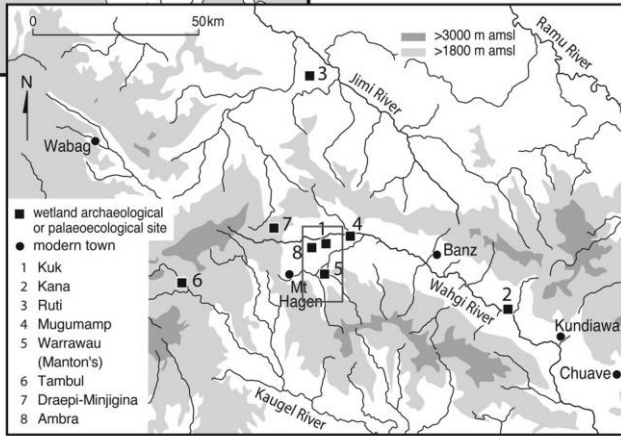 0 50km
>3000 m amsl
>1800 m amsl
N
Ramu River
Jimi River
3
Wabag
wetland archaeological
or palaeoecological site
modern town
1 Kuk
2 Kana
3 Ruti
4 Mugumamp
5 Warrawau
(Manton's)
6 Tambul
7 Draepi-Minjigina
8 Ambra
7
1
4
8
Banz
6
5
Mt
Hagen
Wahgi River
2
Kundiawa
Chuave
Kaugel River